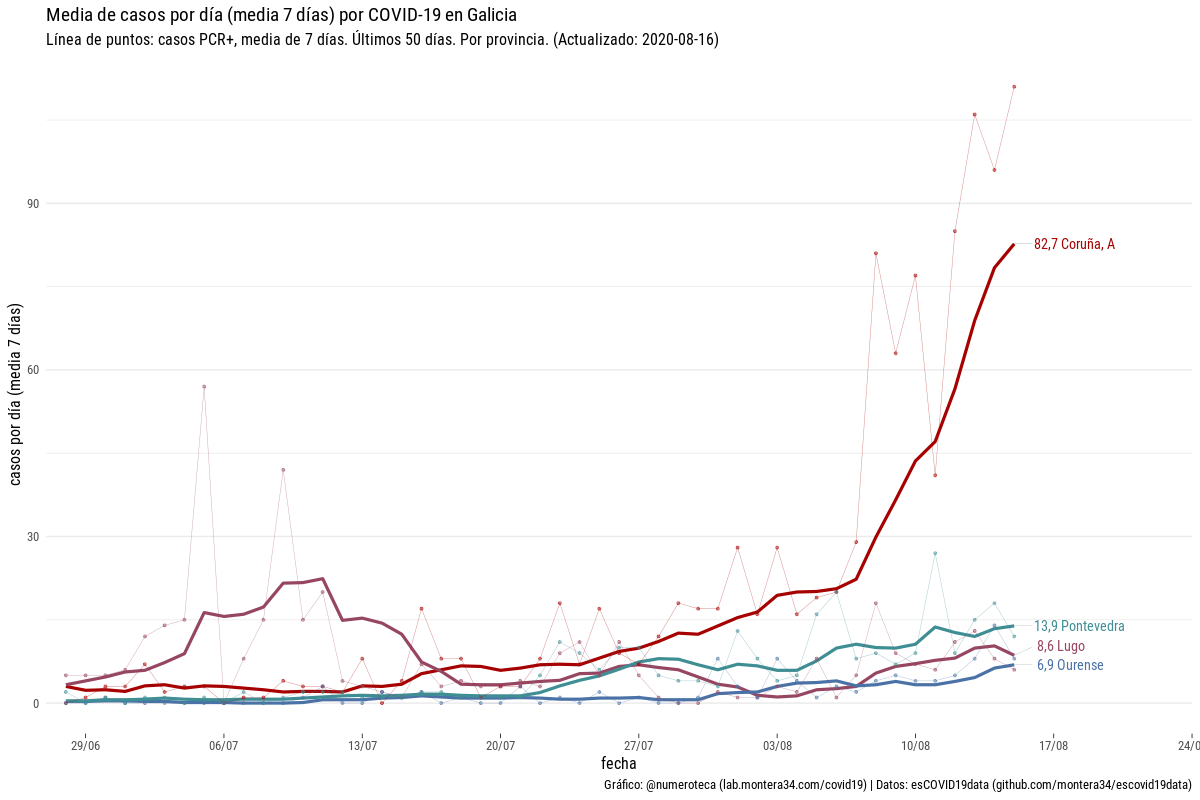 Media de casos por día (media 7 días) por COVID-19 en Galicia
Línea de puntos: casos PCR+, media de 7 días. Últimos 50 días. Por provincia. (Actualizado: 2020-08-16)
casos por día (media 7 días)
90
60
30
0
82,7 Coruña, A
13,9 Pontevedra
8,6 Lugo
6,9 Ourense
29/06
06/07
13/07
20/07
27/07
03/08
10/08
17/08
24/0
fecha
Gráfico: @numeroteca (lab.montera34.com/covid19) | Datos: esCOVID19data (github.com/montera34/escovid19data)